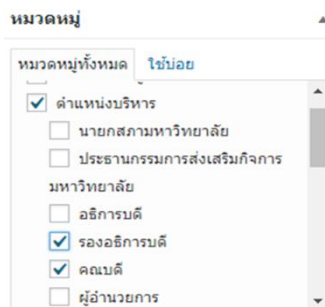 หมวดหมู่
หมวดหมู่ทั้งหมด ใช้บ่อย
ตำแหน่งบริหาร
นายกสภามหาวิทยาลัย
ประธานกรรมการส่งเสริมกิจการ
มหาวิทยาลัย
อธิการบดี
รองอธิการบดี
คณบดี
ผู้อำนวยการ